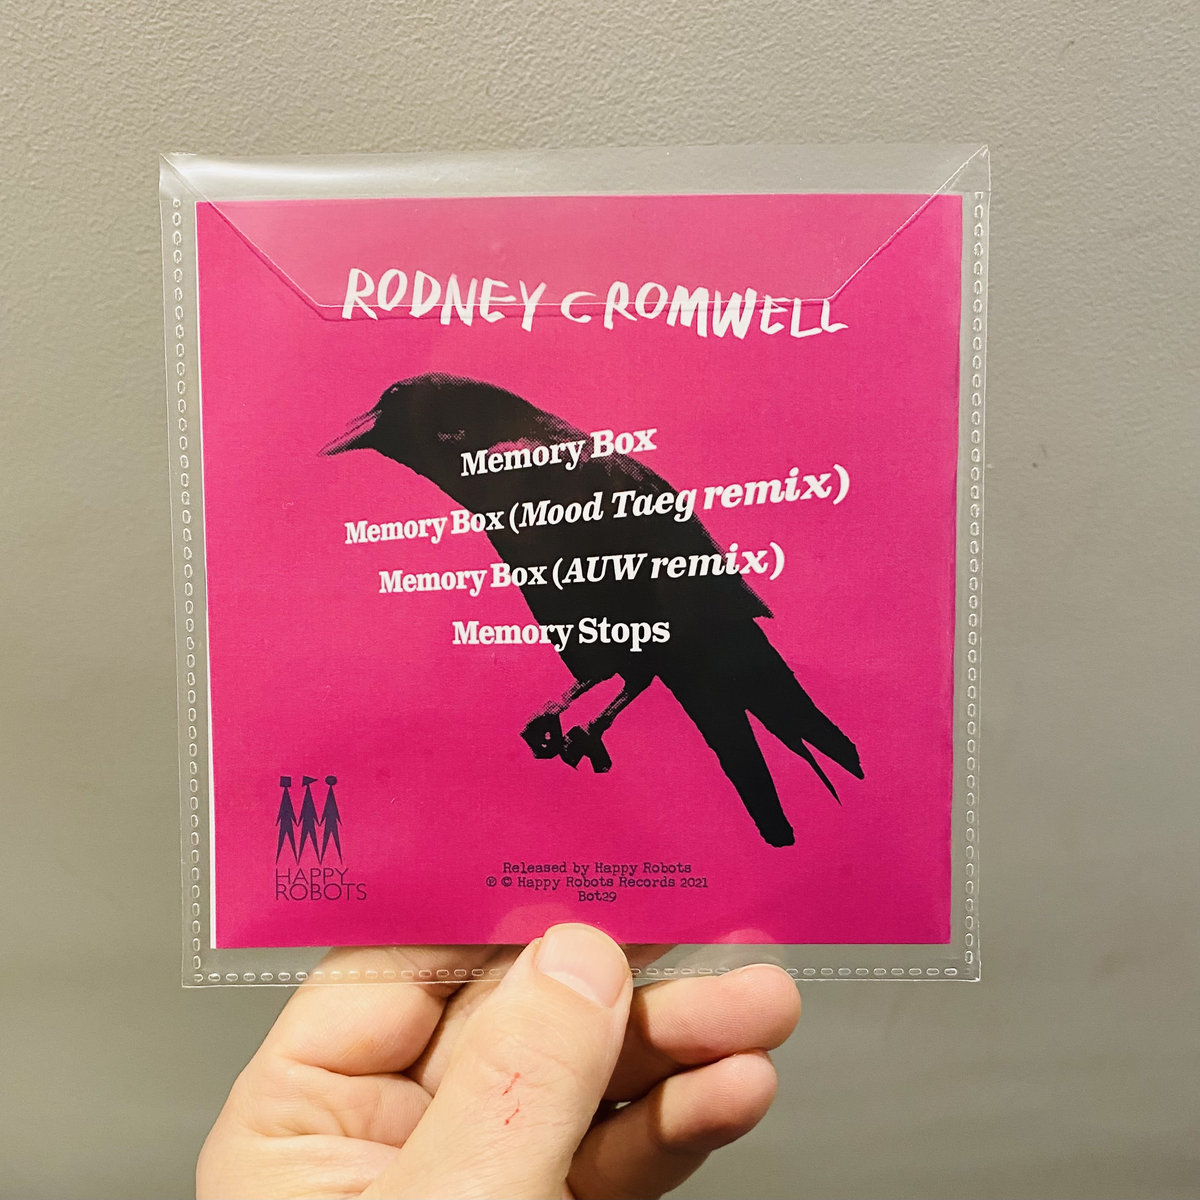 RODNEY CROMWELL
Memory Box
Memory Box (Mood Taeg remix)
Memory Box (AUW remix)
Memory Stops
HAPPY
ROBOTS
Released by Happy Robots
℗ © Happy Robots Records 2021
Bot29